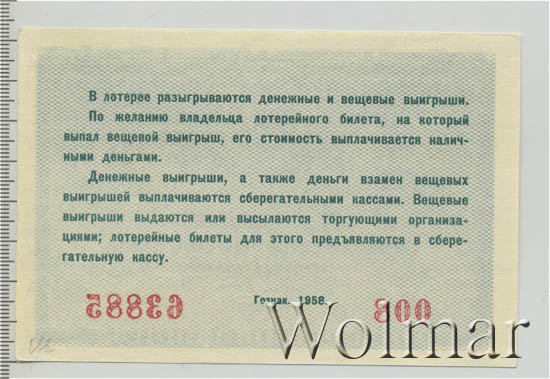 В лотерее разыгрываются денежные и вещевые выигрыши.
По желанию владельца лотерейного билета, на который
выпал вещевой выигрыш, его стоимость выплачивается налич-
ными деньгами.
Денежные выигрыши, а также деньги взамен вещевых
выигрышей выплачиваются сберегательными кассами. Вещевые
выигрыши выдаются или высылаются торгующими организа-
циями; лотерейные билеты для этого предъявляются в сбере-
гательную кассу.
63885 Гознак. 1958. 008
Wolmar